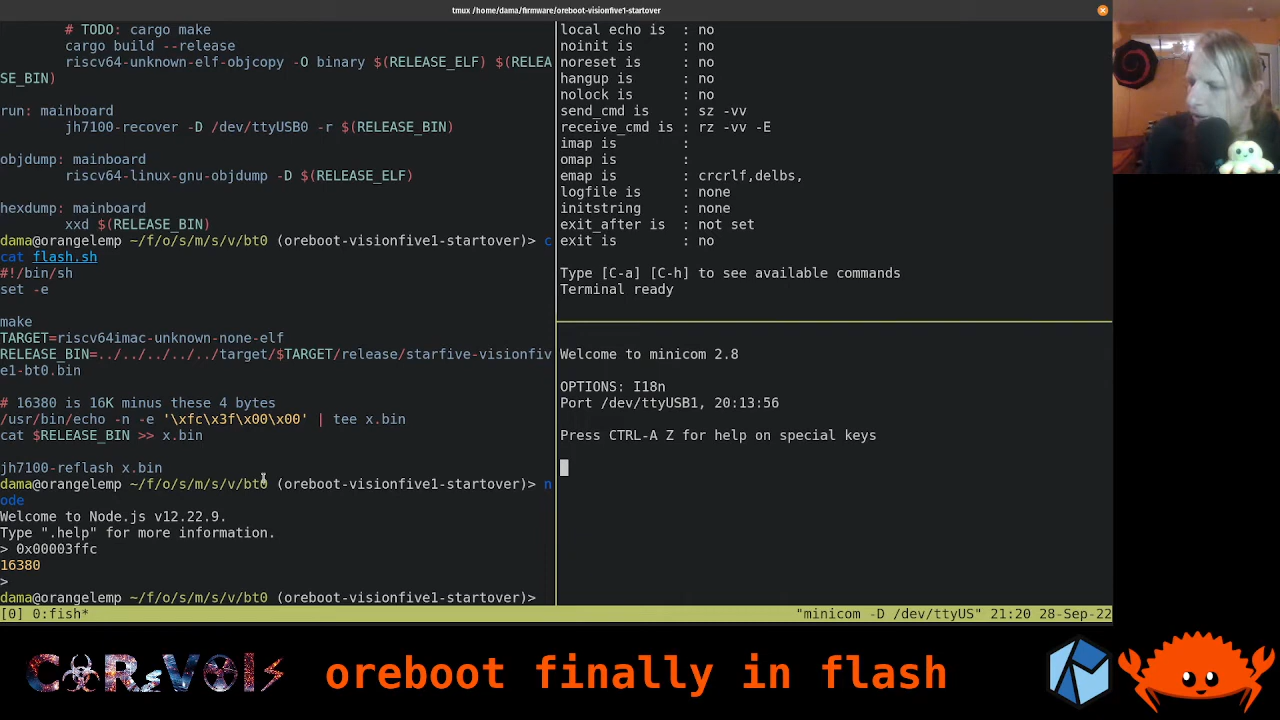 tmux /home/dama/firmware/oreboot-visionfive1-startover
# TODO: cargo make
cargo build --release
riscv64-unknown-elf-objcopy -O binary $(RELEASE_ELF) $(RELEA
SE_BIN)
run: mainboard
jh7100-recover -D /dev/ttyUSB0 -r $(RELEASE_BIN)
objdump: mainboard
riscv64-linux-gnu-objdump -D $(RELEASE_ELF)
hexdump: mainboard
xxd $(RELEASE_BIN)
dama@orangelemp ~/f/o/s/m/s/v/bt0 (oreboot-visionfive1-startover)> c
cat flash.sh
#!/bin/sh
set -e
make
TARGET=riscv64imac-unknown-none-elf
RELEASE_BIN=../../../../../target/$TARGET/release/starfive-visionfiv
e1-bt0.bin
# 16380 is 16K minus these 4 bytes
/usr/bin/echo -n -e '\xfc\x3f\x00\x00' | tee x.bin
cat $RELEASE_BIN >> x.bin
jh7100-reflash x.bin
dama@orangelemp ~/f/o/s/m/s/v/bt0 (oreboot-visionfive1-startover)> n
ode
Welcome to Node.js v12.22.9.
Type ".help" for more information.
> 0x00003ffc
16380
>
dama@orangelemp ~/f/o/s/m/s/v/bt0 (oreboot-visionfive1-startover)>
local echo is : no
noinit is : no
noreset is : no
hangup is : no
nolock is : no
send_cmd is : sz -vv
receive_cmd is : rz -vv -E
imap is :
omap is :
emap is : crcrlf,delbs,
logfile is : none
initstring : none
exit_after is : not set
exit is : no
Type [C-a] [C-h] to see available commands
Terminal ready
Welcome to minicom 2.8
OPTIONS: I18n
Port /dev/ttyUSB1, 20:13:56
Press CTRL-A Z for help on special keys
[0] 0:fish* "minicom -D /dev/ttyUS" 21:20 28-Sep-22
oreboot finally in flash